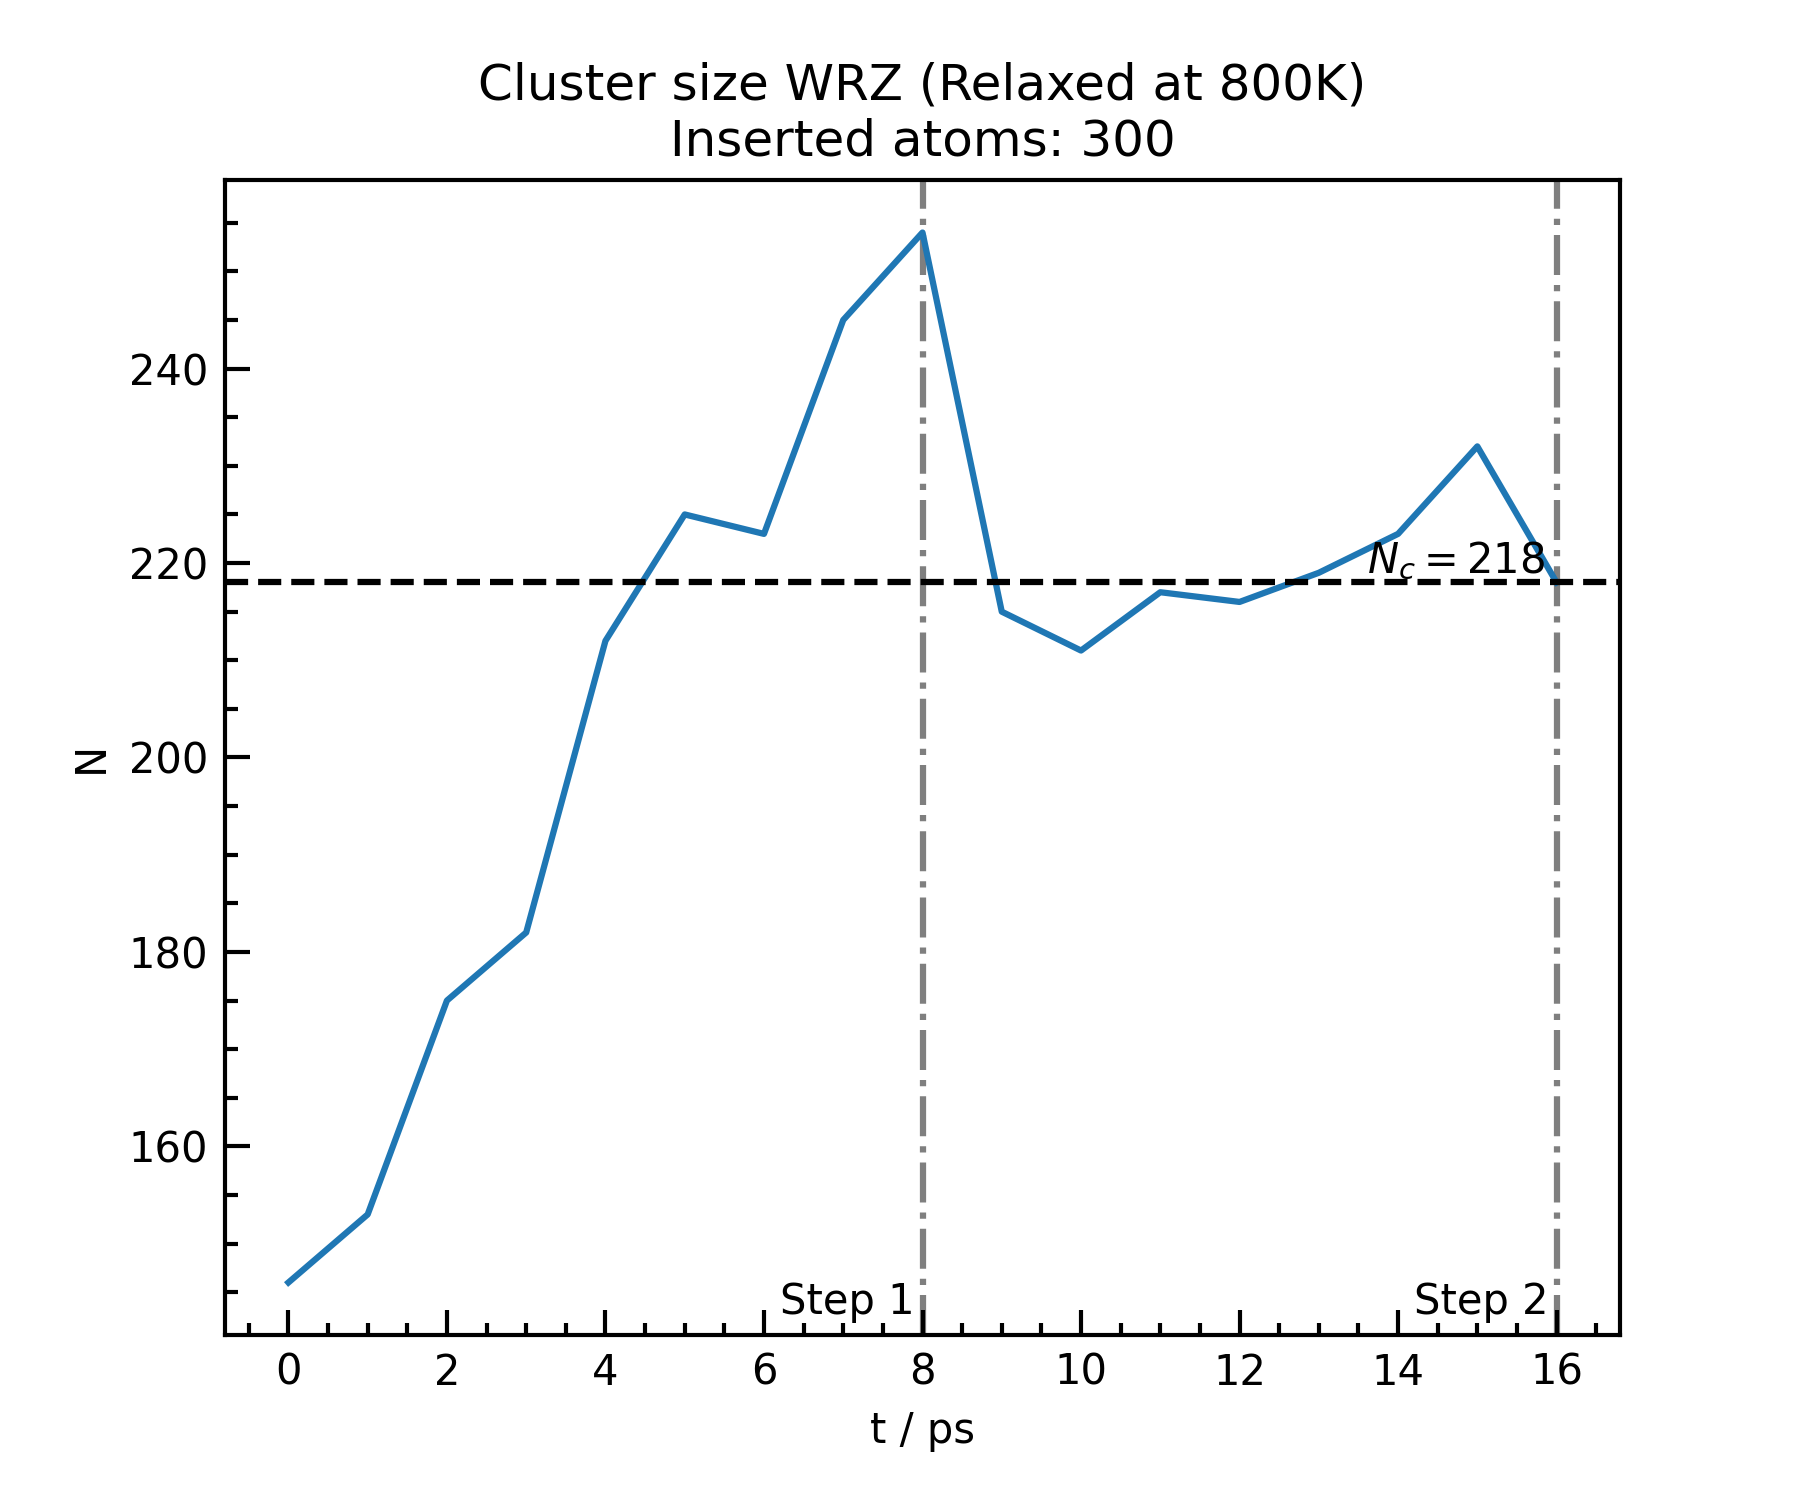 Cluster size WRZ (Relaxed at 800K)
Inserted atoms: 300
240
220
200
180
160
N
N_c = 218
Step 1
Step 2
0 2 4 6 8 10 12 14 16
t / ps